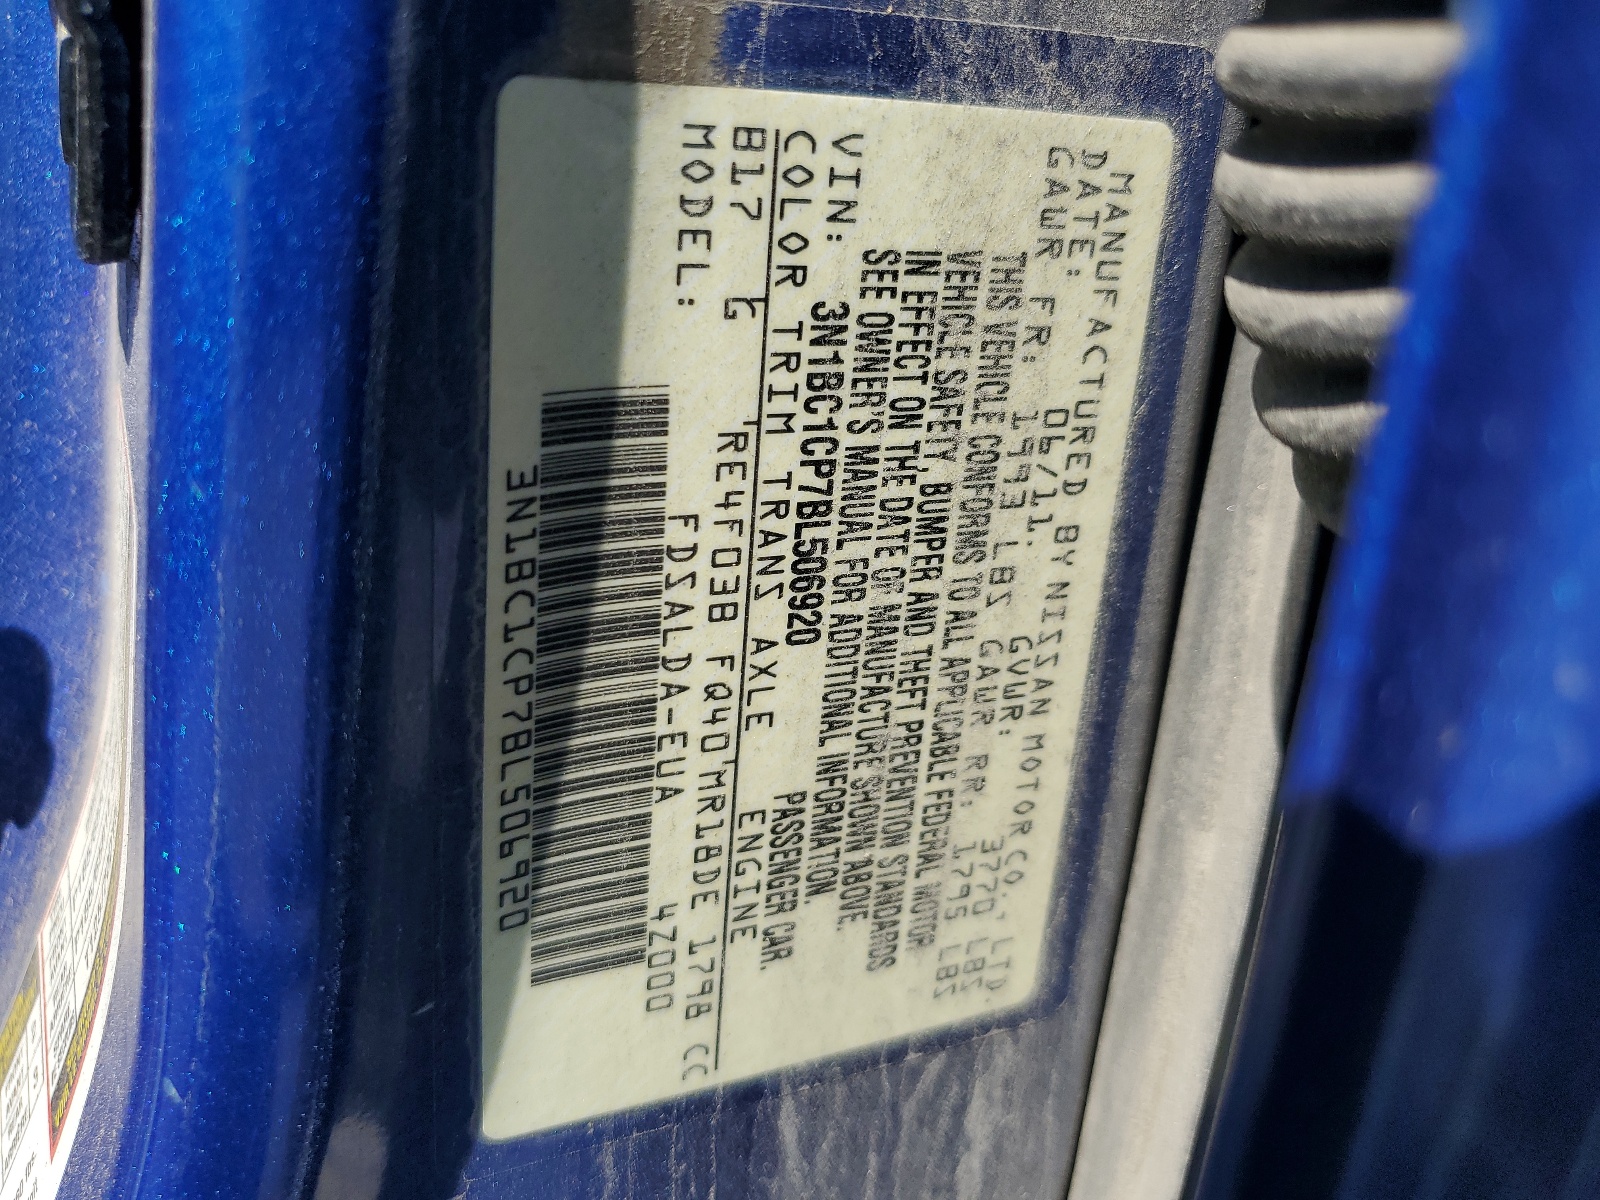 MANUFACTURED BY NISSAN MOTOR CO., LTD.
DATE: 06/11. GVWR: 3770 LBS
GAWR FR: 1993 LBS GAWR RR: 1795 LBS
THIS VEHICLE CONFORMS TO ALL APPLICABLE FEDERAL MOTOR
VEHICLE SAFETY, BUMPER AND THEFT PREVENTION STANDARDS
IN EFFECT ON THE DATE OF MANUFACTURE SHOWN ABOVE.
SEE OWNER'S MANUAL FOR ADDITIONAL INFORMATION.
VIN: 3N1BC1CP7BL506920 PASSENGER CAR.
COLOR TRIM TRANS AXLE ENGINE
B17 G RE4F03B FQ40 MR18DE 1798 CC
MODEL: FDSALDA-EUA 4Z000
3N1BC1CP7BL506920